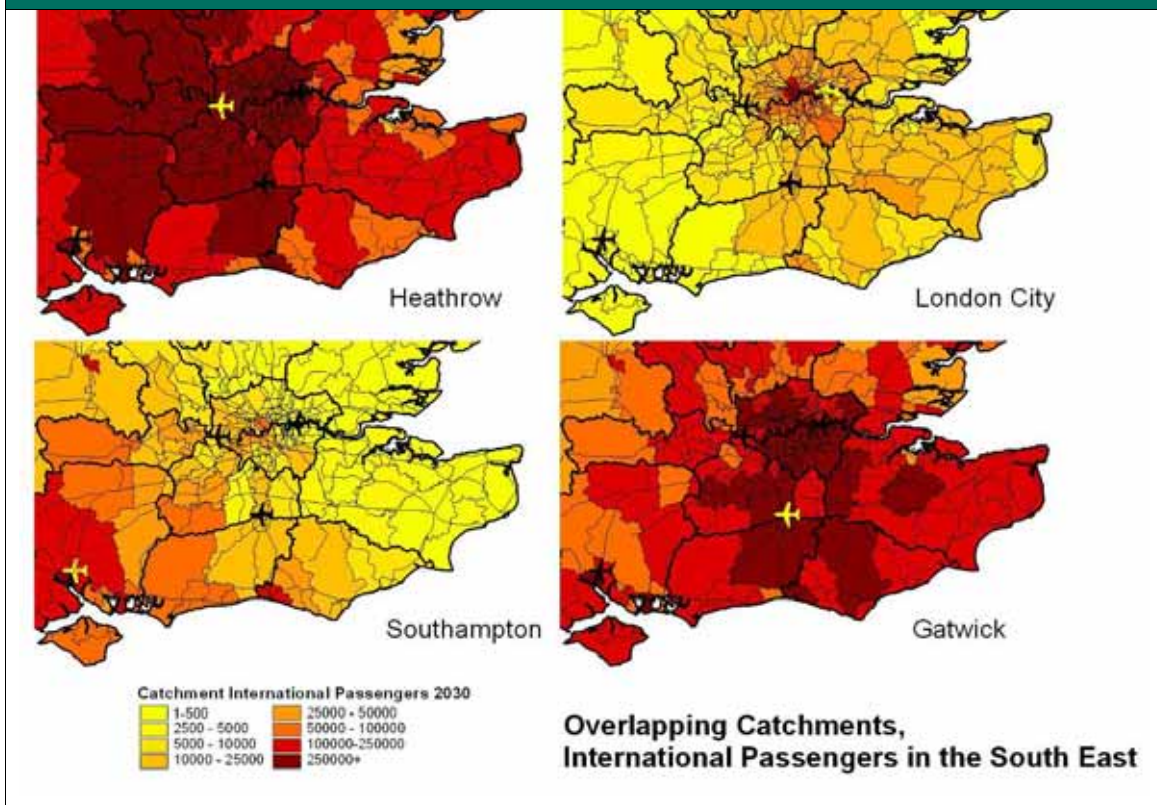 Heathrow
London City
Southampton
Gatwick
Catchment International Passengers 2030
1-500
2500 - 5000
5000 - 10000
10000 - 25000
25000 - 50000
50000 - 100000
100000-250000
250000+
Overlapping Catchments,
International Passengers in the South East